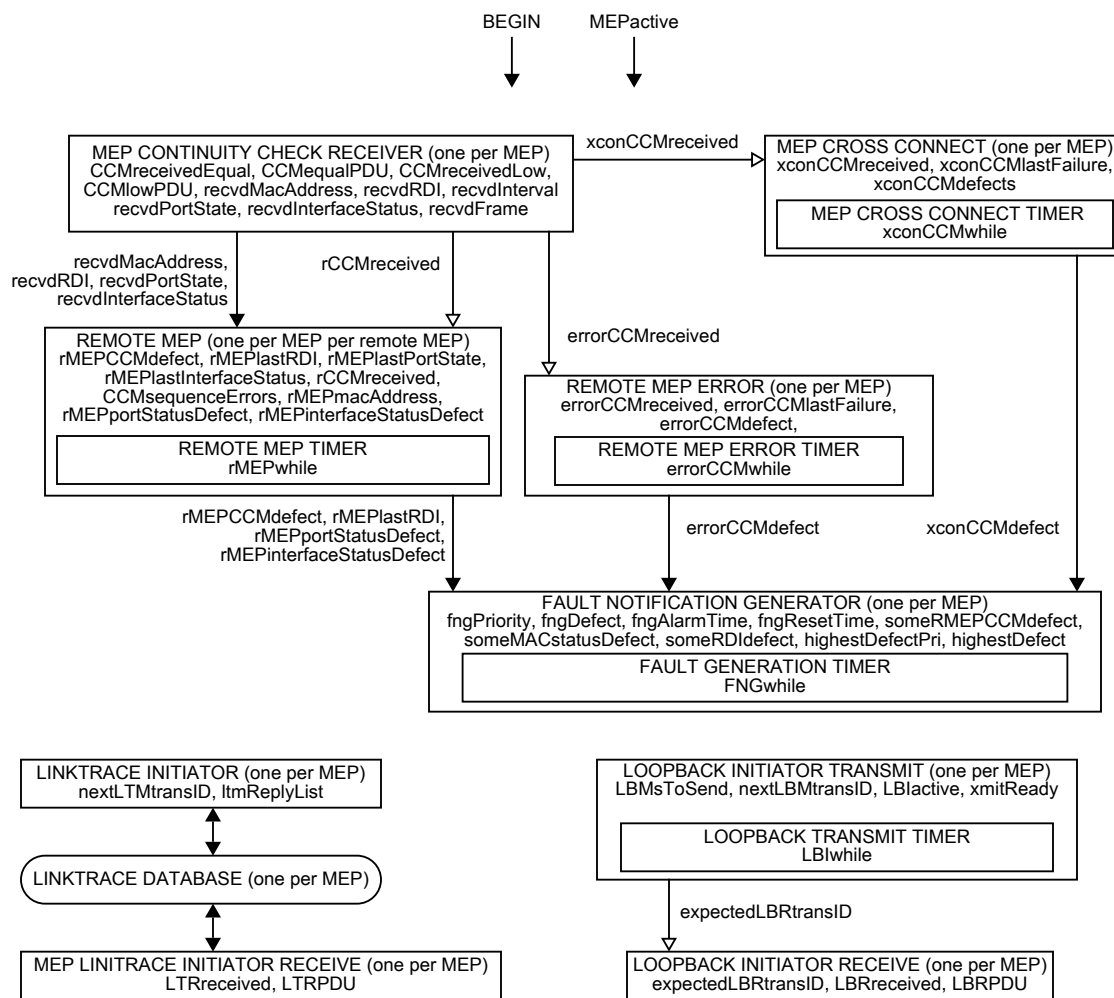 BEGIN
MEPactive
MEP CONTINUITY CHECK RECEIVER (one per MEP)
CCMreceivedEqual, CCMequalPDU, CCMreceivedLow,
CCMlowPDU, recvdMacAddress, recvdRDI, recvdInterval
recvdPortState, recvdInterfaceStatus, recvdFrame
xconCCMreceived
MEP CROSS CONNECT (one per MEP)
xconCCMreceived, xconCCMlastFailure,
xconCCMdefects
MEP CROSS CONNECT TIMER
xconCCMwhile
recvdMacAddress,
recvdRDI, recvdPortState,
recvdInterfaceStatus
rCCMreceived
errorCCMreceived
REMOTE MEP (one per MEP per remote MEP)
rMEPCCMdefect, rMEPlastRDI, rMEPlastPortState,
rMEPlastInterfaceStatus, rCCMreceived,
CCMsequenceErrors, rMEPmacAddress,
rMEPportStatusDefect, rMEPinterfaceStatusDefect
REMOTE MEP TIMER
rMEPwhile
REMOTE MEP ERROR (one per MEP)
errorCCMreceived, errorCCMlastFailure,
errorCCMdefect,
REMOTE MEP ERROR TIMER
errorCCMwhile
rMEPCCMdefect, rMEPlastRDI,
rMEPportStatusDefect,
rMEPinterfaceStatusDefect
errorCCMdefect
xconCCMdefect
FAULT NOTIFICATION GENERATOR (one per MEP)
fngPriority, fngDefect, fngAlarmTime, fngResetTime, someRMEPCCMdefect,
someMACstatusDefect, someRDIdefect, highestDefectPri, highestDefect
FAULT GENERATION TIMER
FNGwhile
LINKTRACE INITIATOR (one per MEP)
nextLTMtransID, ltmReplyList
LINKTRACE DATABASE (one per MEP)
MEP LINITRACE INITIATOR RECEIVE (one per MEP)
LTRreceived, LTRPDU
LOOPBACK INITIATOR TRANSMIT (one per MEP)
LBMsToSend, nextLBMtransID, LBIactive, xmitReady
LOOPBACK TRANSMIT TIMER
LBIwhile
expectedLBRtransID
LOOPBACK INITIATOR RECEIVE (one per MEP)
expectedLBRtransID, LBRreceived, LBRPDU